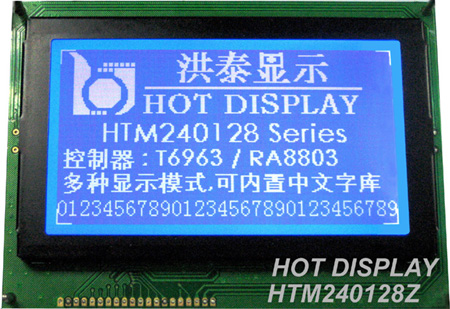 洪泰显示
HOT DISPLAY
HTM240128 Series
控制器:T6963 / RA8803
多种显示模式,可内置中文字库
0123456789012345678901234567890123456789
HOT DISPLAY
HTM240128Z